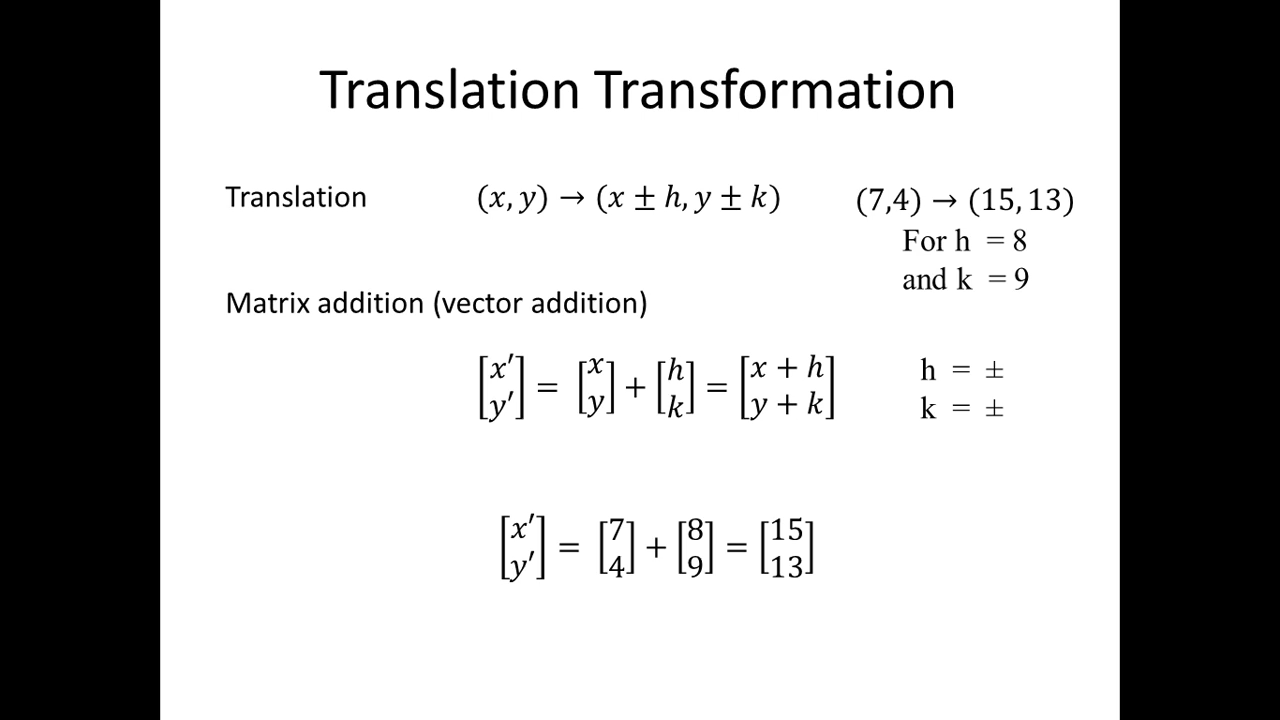 Translation Transformation
Translation (x, y) → (x ± h, y ± k) (7,4) → (15, 13)
For h = 8
and k = 9
Matrix addition (vector addition)
[x′ y′] = [x y] + [h k] = [x + h y + k]
h = ±
k = ±
[x′ y′] = [7 4] + [8 9] = [15 13]